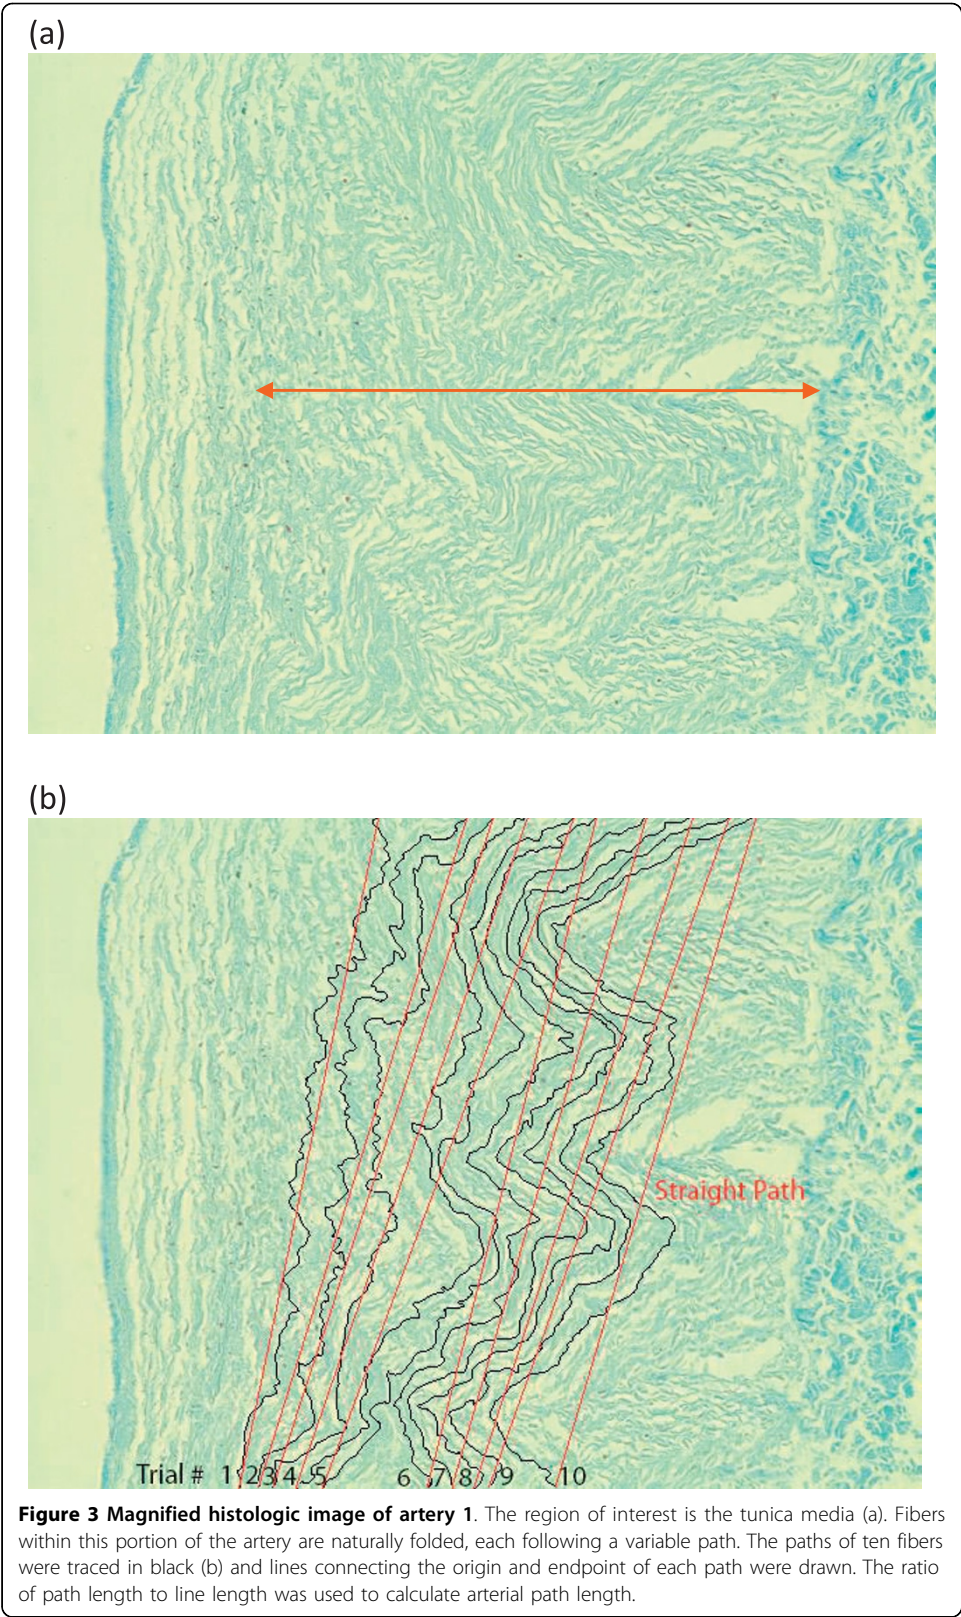 (a)
(b)
Straight Path
Trial # 1 2 3 4 5 6 7 8 9 10
Figure 3 Magnified histologic image of artery 1. The region of interest is the tunica media (a). Fibers
within this portion of the artery are naturally folded, each following a variable path. The paths of ten fibers
were traced in black (b) and lines connecting the origin and endpoint of each path were drawn. The ratio
of path length to line length was used to calculate arterial path length.